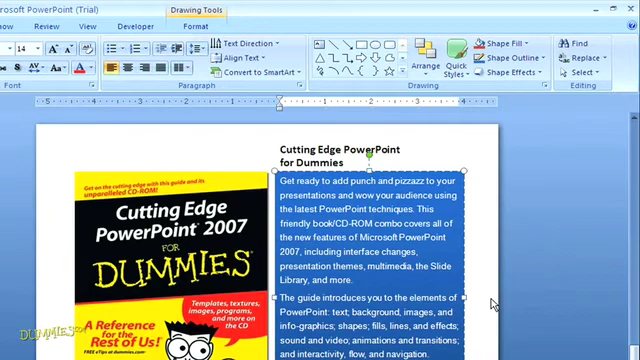 rosoft PowerPoint (Trial)
Drawing Tools
Review
View
Developer
Format
14
Text Direction
Align Text
Convert to SmartArt
Font
Paragraph
Arrange
Quick
Styles
Shape Fill
Shape Outline
Shape Effects
Drawing
Find
Replace
Select
Editing
Cutting Edge PowerPoint
for Dummies
Get ready to add punch and pizzazz to your
presentations and wow your audience using
the latest PowerPoint techniques. This
friendly book/CD-ROM combo covers all of
the new features of Microsoft PowerPoint
2007, including interface changes,
presentation themes, multimedia, the Slide
Library, and more.
The guide introduces you to the elements of
PowerPoint: text; background, images, and
info-graphics; shapes; fills, lines, and effects;
sound and video; animations and transitions;
and interactivity, flow, and navigation.
Get on the cutting edge with this guide and its
unparalleled CD-ROM!
Cutting Edge
PowerPoint 2007
FOR
DUMMIES
Templates, textures,
images, programs,
and more on
the CD
A Reference
for the
Rest of Us!
FREE eTips at dummies.com
DUMMIES.COM